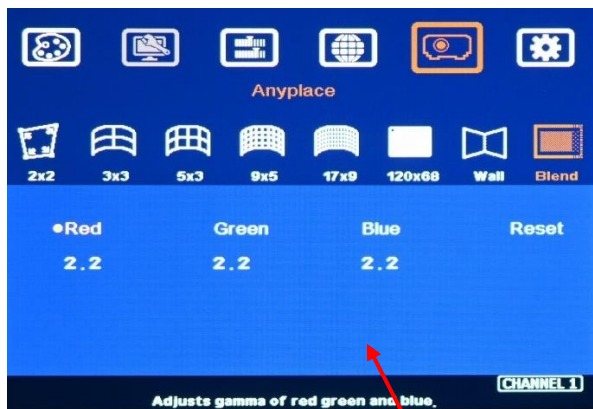 Anyplace
2x2 3x3 5x3 9x5 17x9 120x68 Wall Blend
•Red Green Blue Reset
2.2 2.2 2.2
CHANNEL 1
Adjusts gamma of red green and blue.